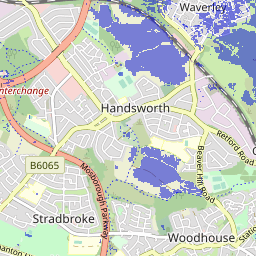 Waverley
nterchange
Handsworth
Retford Road
B6065
Mosborough Parkway
Beaver Hill Road
Stradbroke
Woodhouse